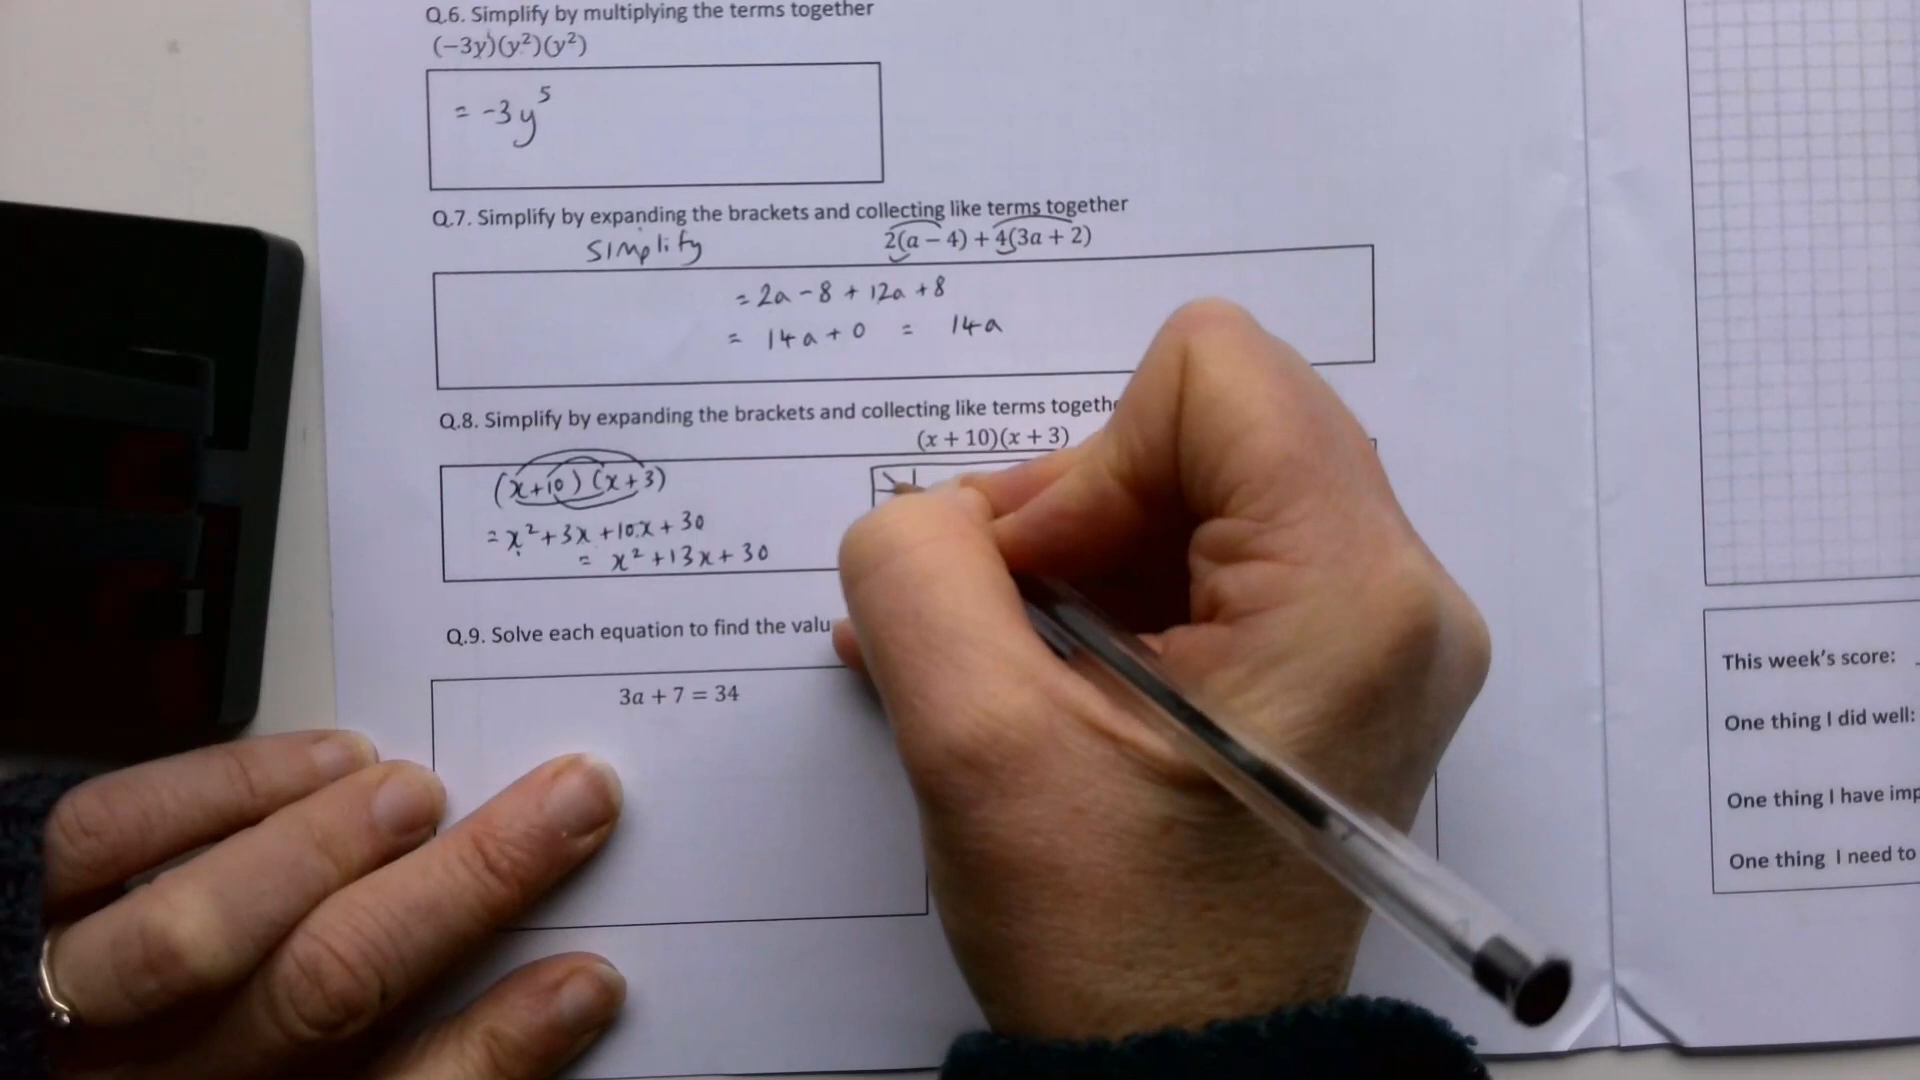 Q.6. Simplify by multiplying the terms together
(−3y)(y²)(y²)
= -3y⁵
Q.7. Simplify by expanding the brackets and collecting like terms together
Simplify
2(a − 4) + 4(3a + 2)
= 2a - 8 + 12a + 8
= 14a + 0 = 14a
Q.8. Simplify by expanding the brackets and collecting like terms
(x + 10)(x + 3)
(x+10)(x+3)
= x² + 3x + 10x + 30
= x² + 13x + 30
Q.9. Solve each equation to find the
3a + 7 = 34
This week's score:
One thing I did well:
One thing I have
One thing I need to